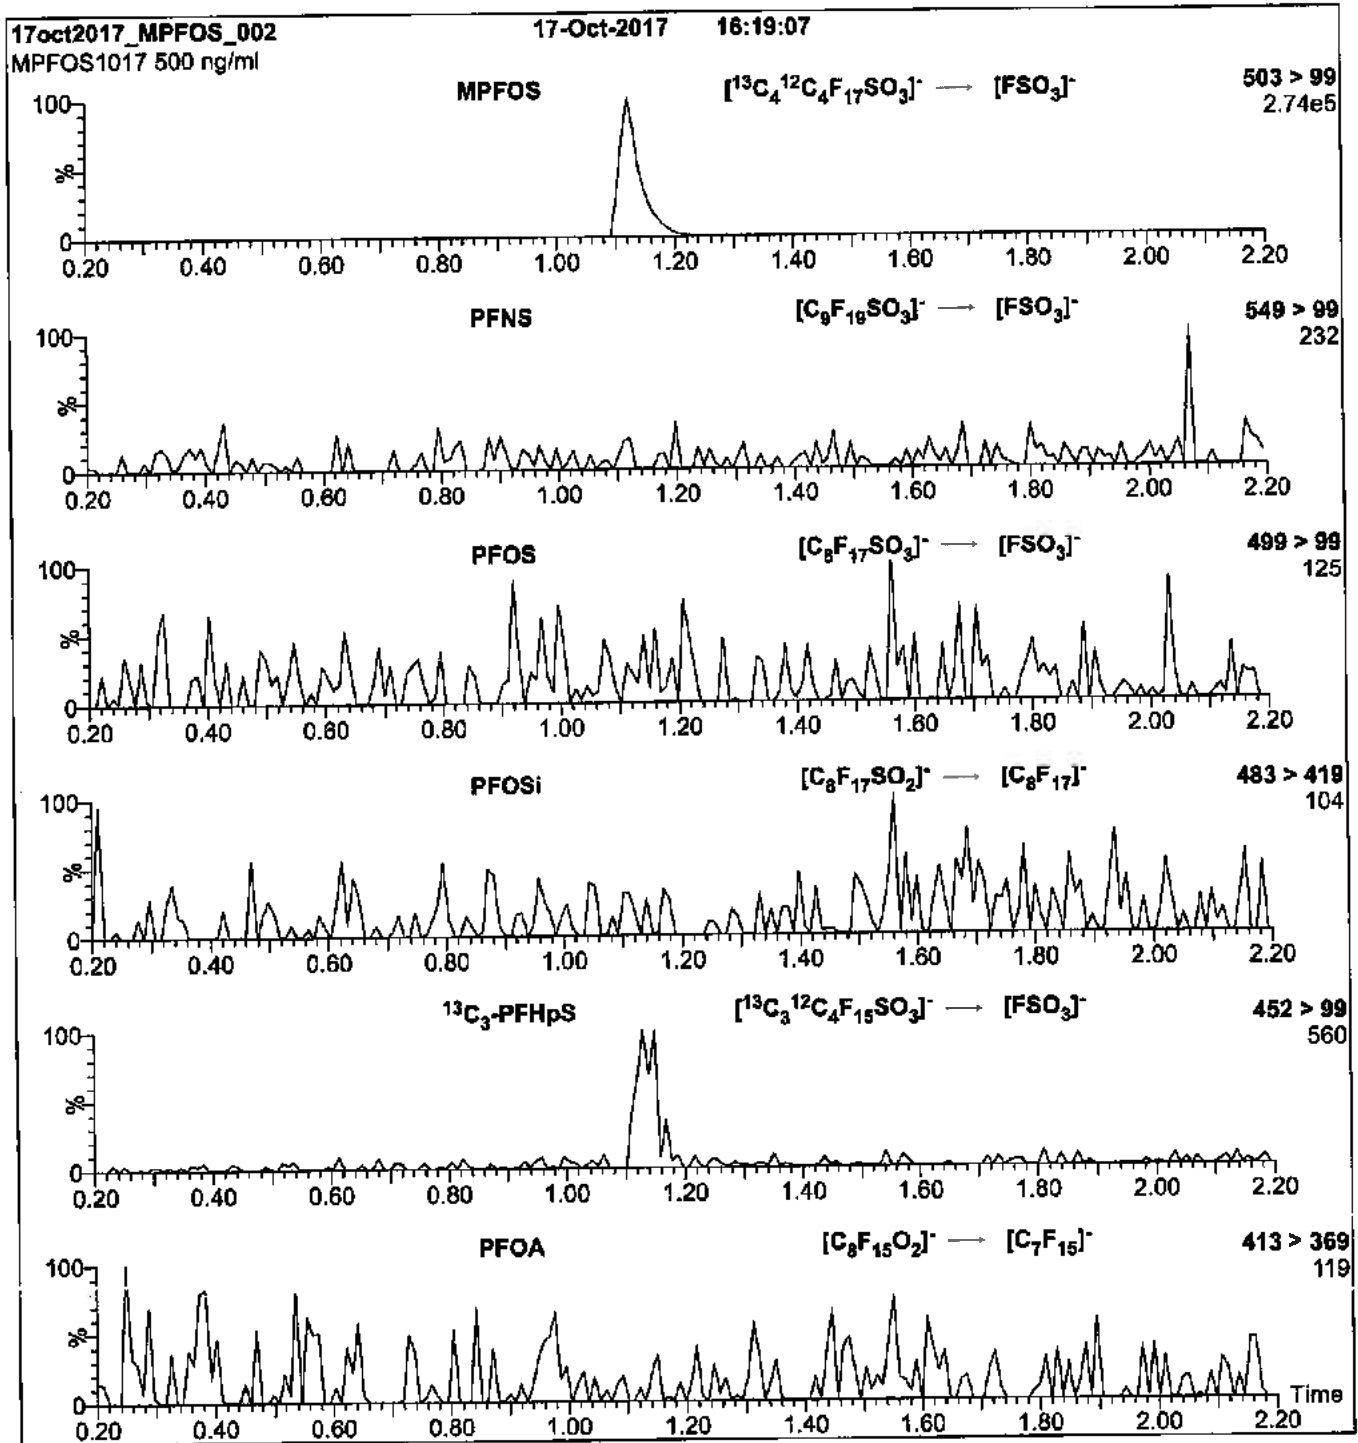 17oct2017_MPFOS_002 17-Oct-2017 16:19:07
MPFOS1017 500 ng/ml
MPFOS [¹³C₄¹²C₄F₁₇SO₃]⁻ → [FSO₃]⁻ 503 > 99
2.74e5
100
%
0
0.20 0.40 0.60 0.80 1.00 1.20 1.40 1.60 1.80 2.00 2.20
PFNS [C₉F₁₉SO₃]⁻ → [FSO₃]⁻ 549 > 99
232
100
%
0
0.20 0.40 0.60 0.80 1.00 1.20 1.40 1.60 1.80 2.00 2.20
PFOS [C₈F₁₇SO₃]⁻ → [FSO₃]⁻ 499 > 99
125
100
%
0
0.20 0.40 0.60 0.80 1.00 1.20 1.40 1.60 1.80 2.00 2.20
PFOSi [C₈F₁₇SO₂]⁻ → [C₈F₁₇]⁻ 483 > 419
104
100
%
0
0.20 0.40 0.60 0.80 1.00 1.20 1.40 1.60 1.80 2.00 2.20
¹³C₃-PFHpS [¹³C₃¹²C₄F₁₅SO₃]⁻ → [FSO₃]⁻ 452 > 99
560
100
%
0
0.20 0.40 0.60 0.80 1.00 1.20 1.40 1.60 1.80 2.00 2.20
PFOA [C₈F₁₅O₂]⁻ → [C₇F₁₅]⁻ 413 > 369
119
100
%
0
Time
0.20 0.40 0.60 0.80 1.00 1.20 1.40 1.60 1.80 2.00 2.20